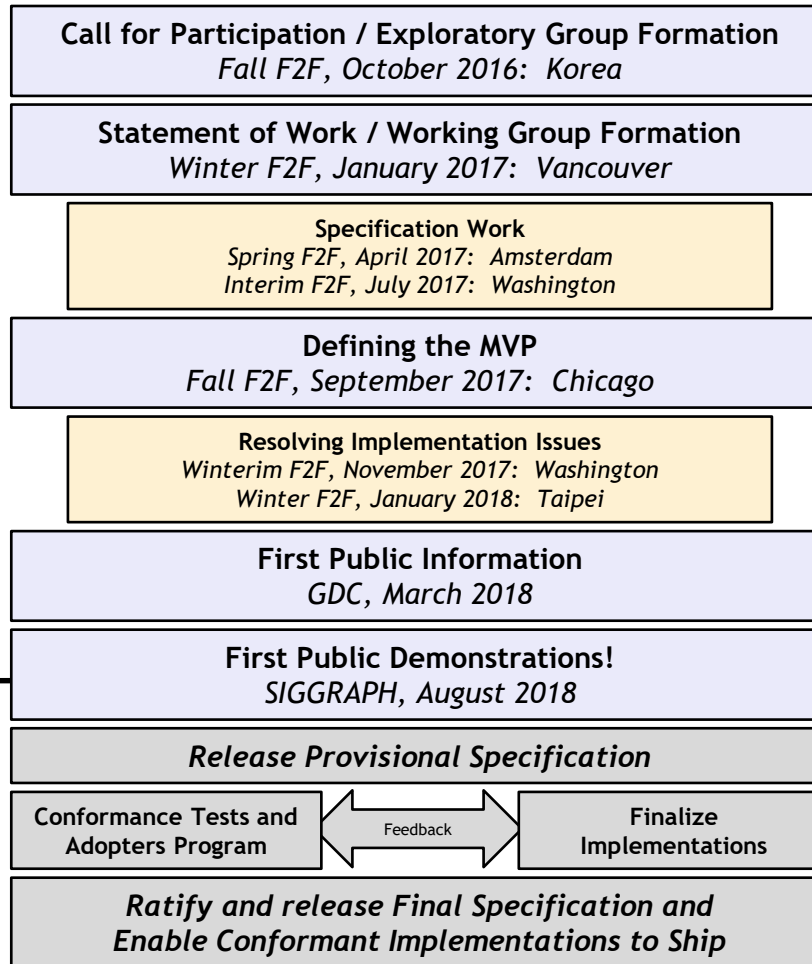 Call for Participation / Exploratory Group Formation
Fall F2F, October 2016: Korea
Statement of Work / Working Group Formation
Winter F2F, January 2017: Vancouver
Specification Work
Spring F2F, April 2017: Amsterdam
Interim F2F, July 2017: Washington
Defining the MVP
Fall F2F, September 2017: Chicago
Resolving Implementation Issues
Winterim F2F, November 2017: Washington
Winter F2F, January 2018: Taipei
First Public Information
GDC, March 2018
First Public Demonstrations!
SIGGRAPH, August 2018
Release Provisional Specification
Conformance Tests and
Adopters Program
Feedback
Finalize
Implementations
Ratify and release Final Specification and
Enable Conformant Implementations to Ship